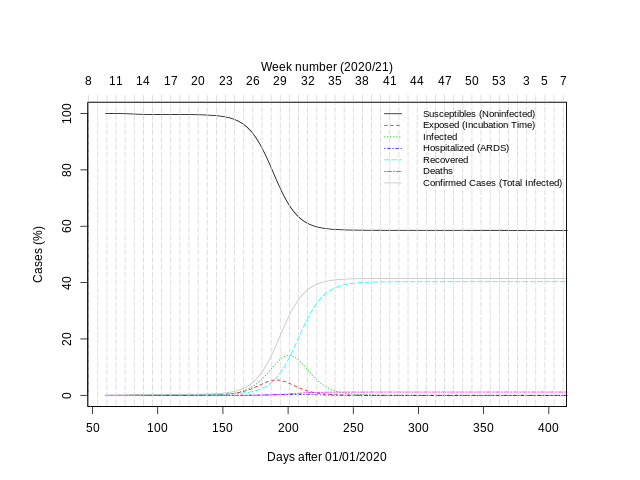 Week number (2020/21)
8 11 14 17 20 23 26 29 32 35 38 41 44 47 50 53 3 5 7
Susceptibles (Noninfected)
Exposed (Incubation Time)
Infected
Hospitalized (ARDS)
Recovered
Deaths
Confirmed Cases (Total Infected)
Cases (%)
100
80
60
40
20
0
50 100 150 200 250 300 350 400
Days after 01/01/2020